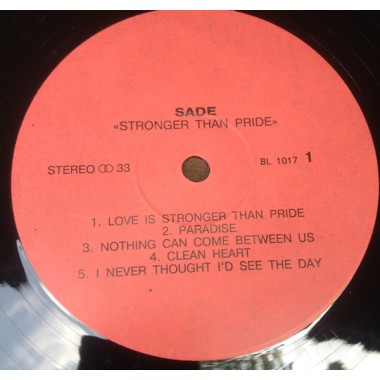 SADE
«STRONGER THAN PRIDE»
STEREO 33
BL 1017 1
1. LOVE IS STRONGER THAN PRIDE
2. PARADISE
3. NOTHING CAN COME BETWEEN US
4. CLEAN HEART
5. I NEVER THOUGHT I'D SEE THE DAY